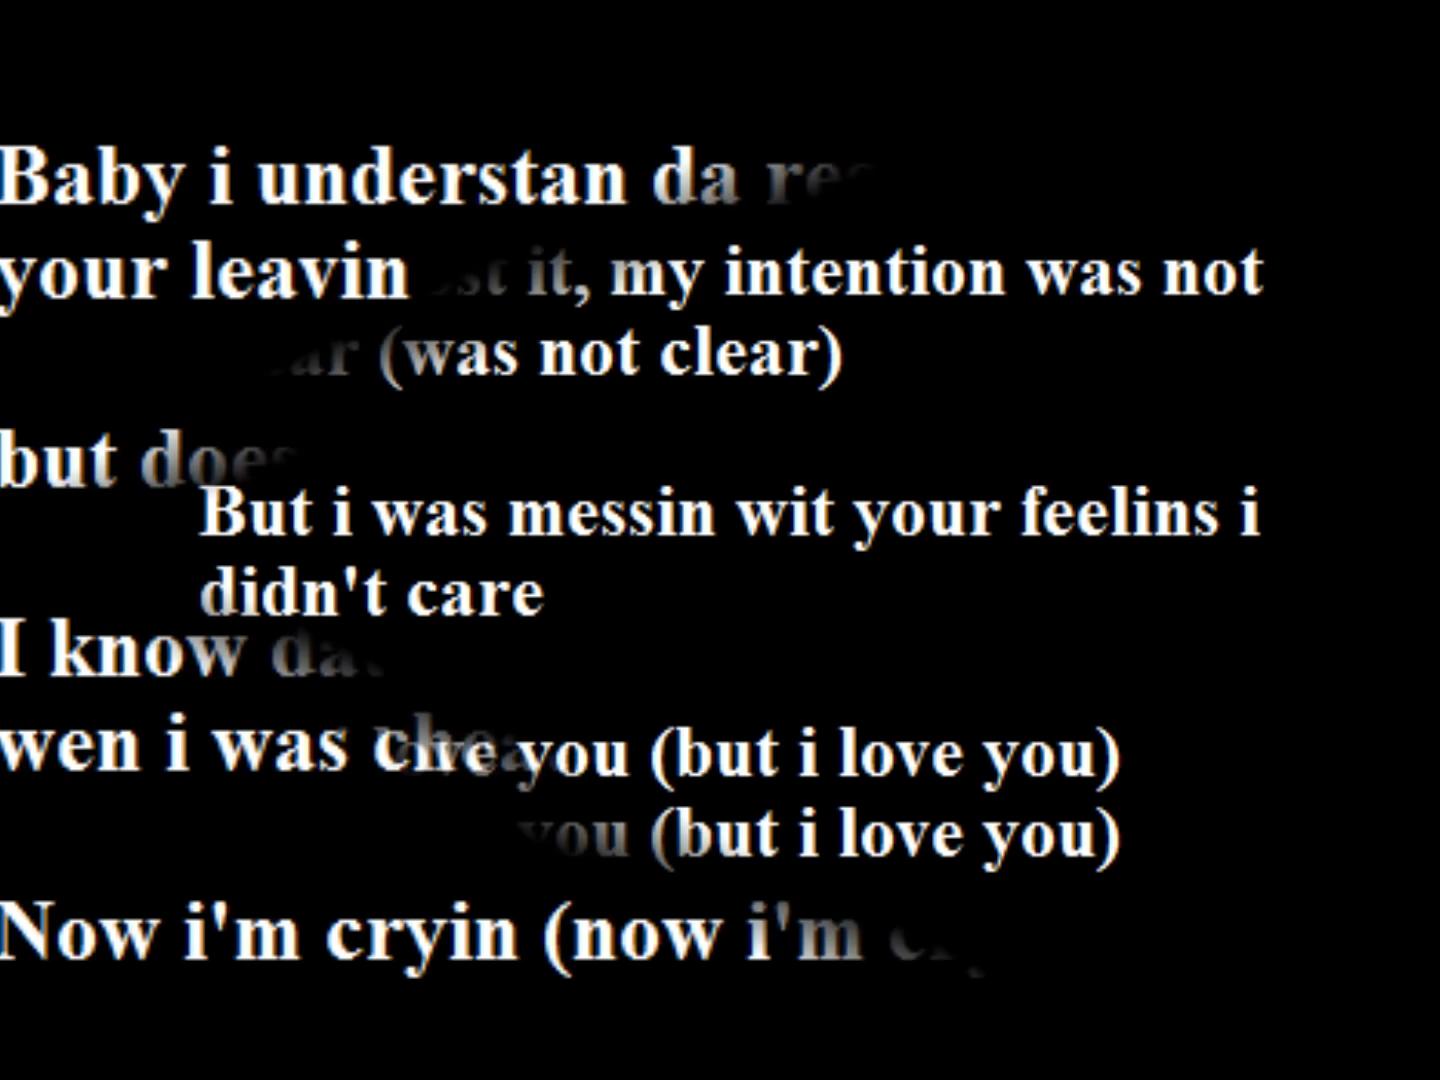 Baby i understan da
your leavin it, my intention was not
(was not clear)
but
But i was messin wit your feelins i
didn't care
I know
wen i was you (but i love you)
you (but i love you)
Now i'm cryin (now i'm